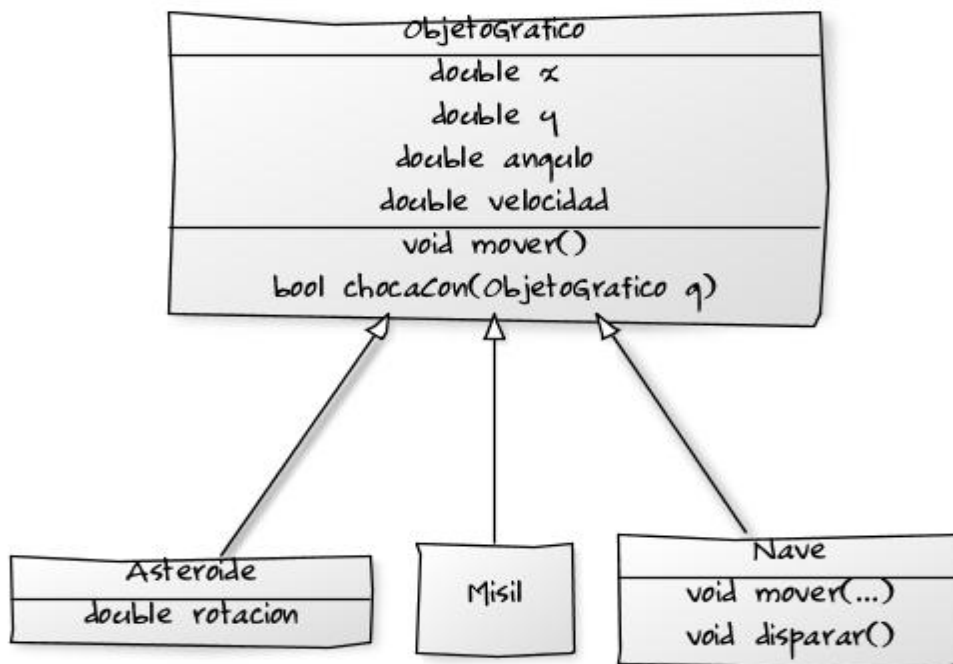 ObjetoGrafico
double x
double y
double angulo
double velocidad
void mover()
bool chocaCon(ObjetoGrafico g)
Asteroide
double rotacion
Misil
Nave
void mover(...)
void disparar()